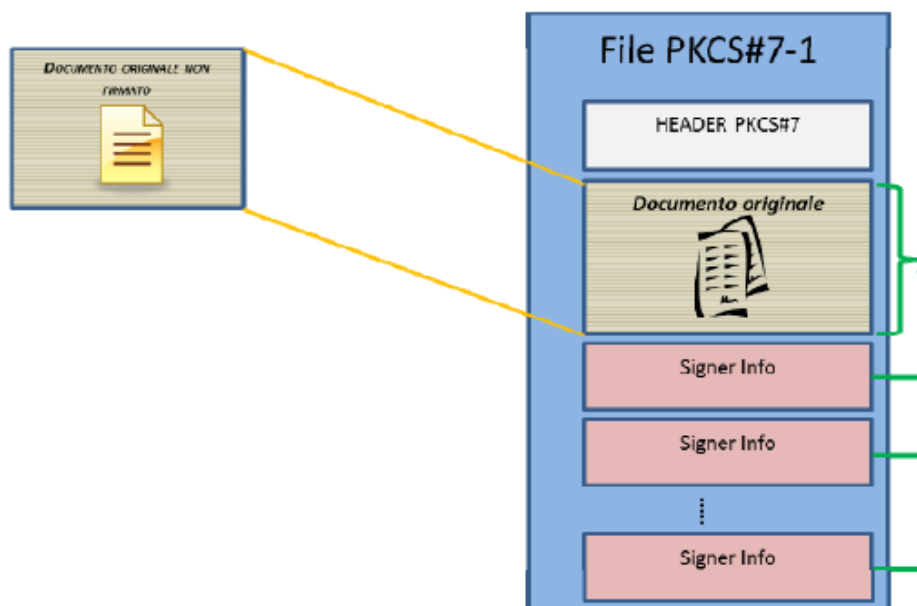 DOCUMENTO ORIGINALE NON
FIRMATO
File PKCS#7-1
HEADER PKCS#7
Documento originale
Signer Info
Signer Info
Signer Info